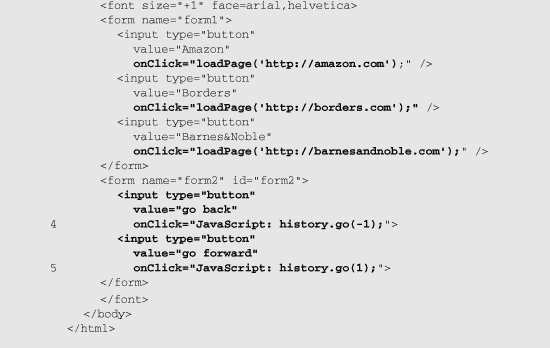 <font size="+1" face=arial,helvetica>
<form name="form1">
<input type="button"
value="Amazon"
onClick="loadPage('http://amazon.com');" />
<input type="button"
value="Borders"
onClick="loadPage('http://borders.com');" />
<input type="button"
value="Barnes&Noble"
onClick="loadPage('http://barnesandnoble.com');" />
</form>
<form name="form2" id="form2">
<input type="button"
value="go back"
4 onClick="JavaScript: history.go(-1);">
<input type="button"
value="go forward"
5 onClick="JavaScript: history.go(1);">
</form>
</font>
</body>
</html>